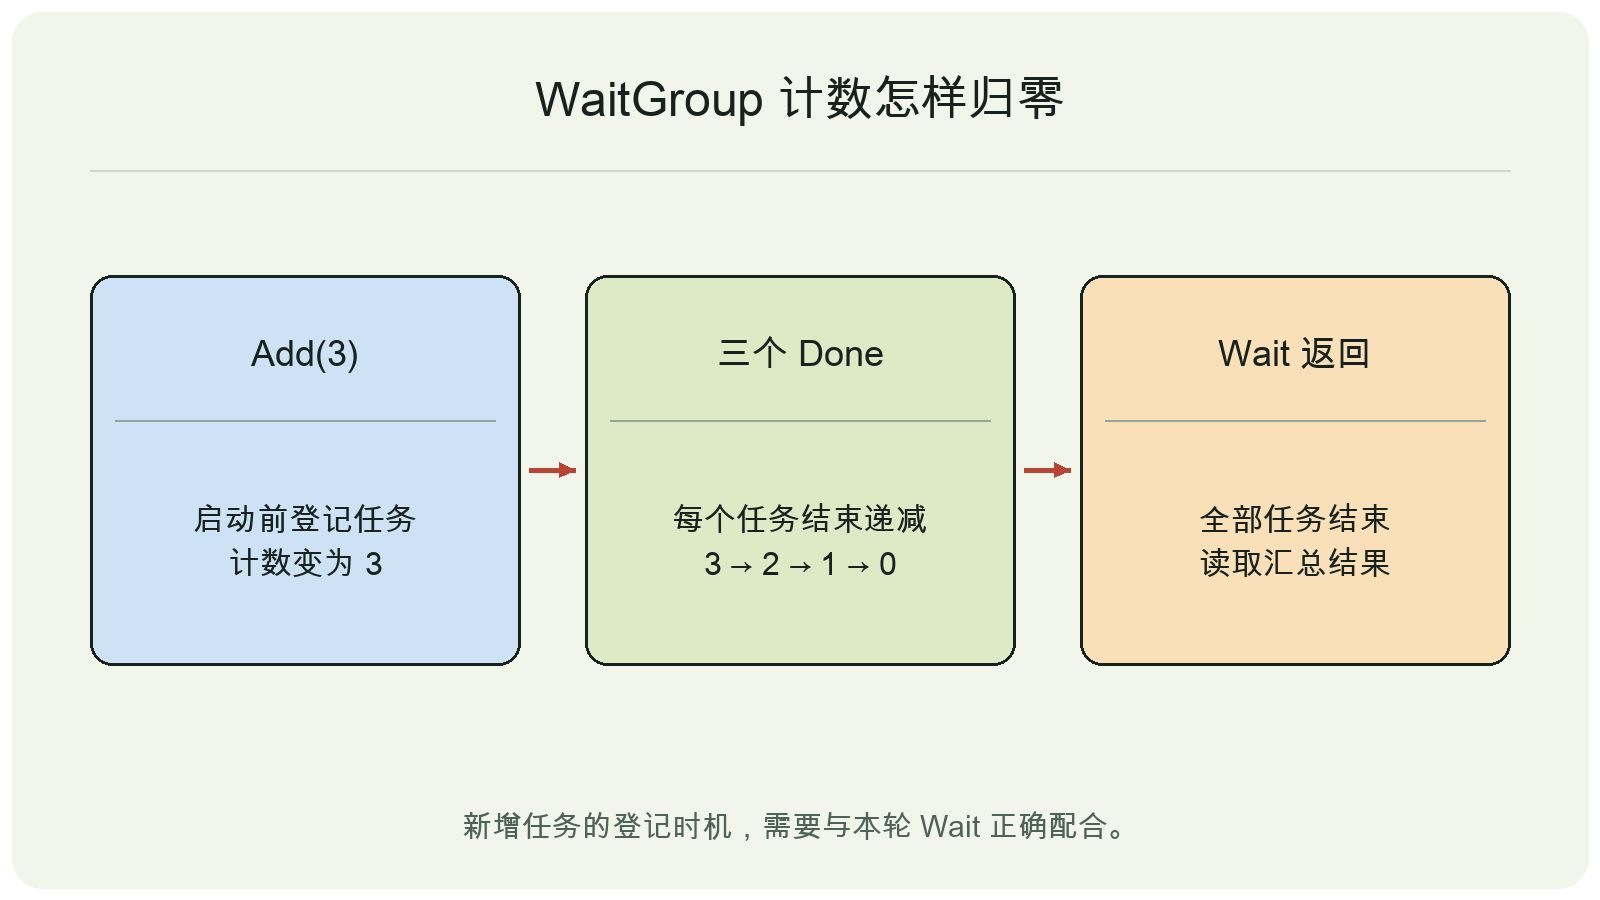 WaitGroup 计数怎样归零
Add(3)
启动前登记任务
计数变为 3
三个 Done
每个任务结束递减
3 → 2 → 1 → 0
Wait 返回
全部任务结束
读取汇总结果
新增任务的登记时机，需要与本轮 Wait 正确配合。